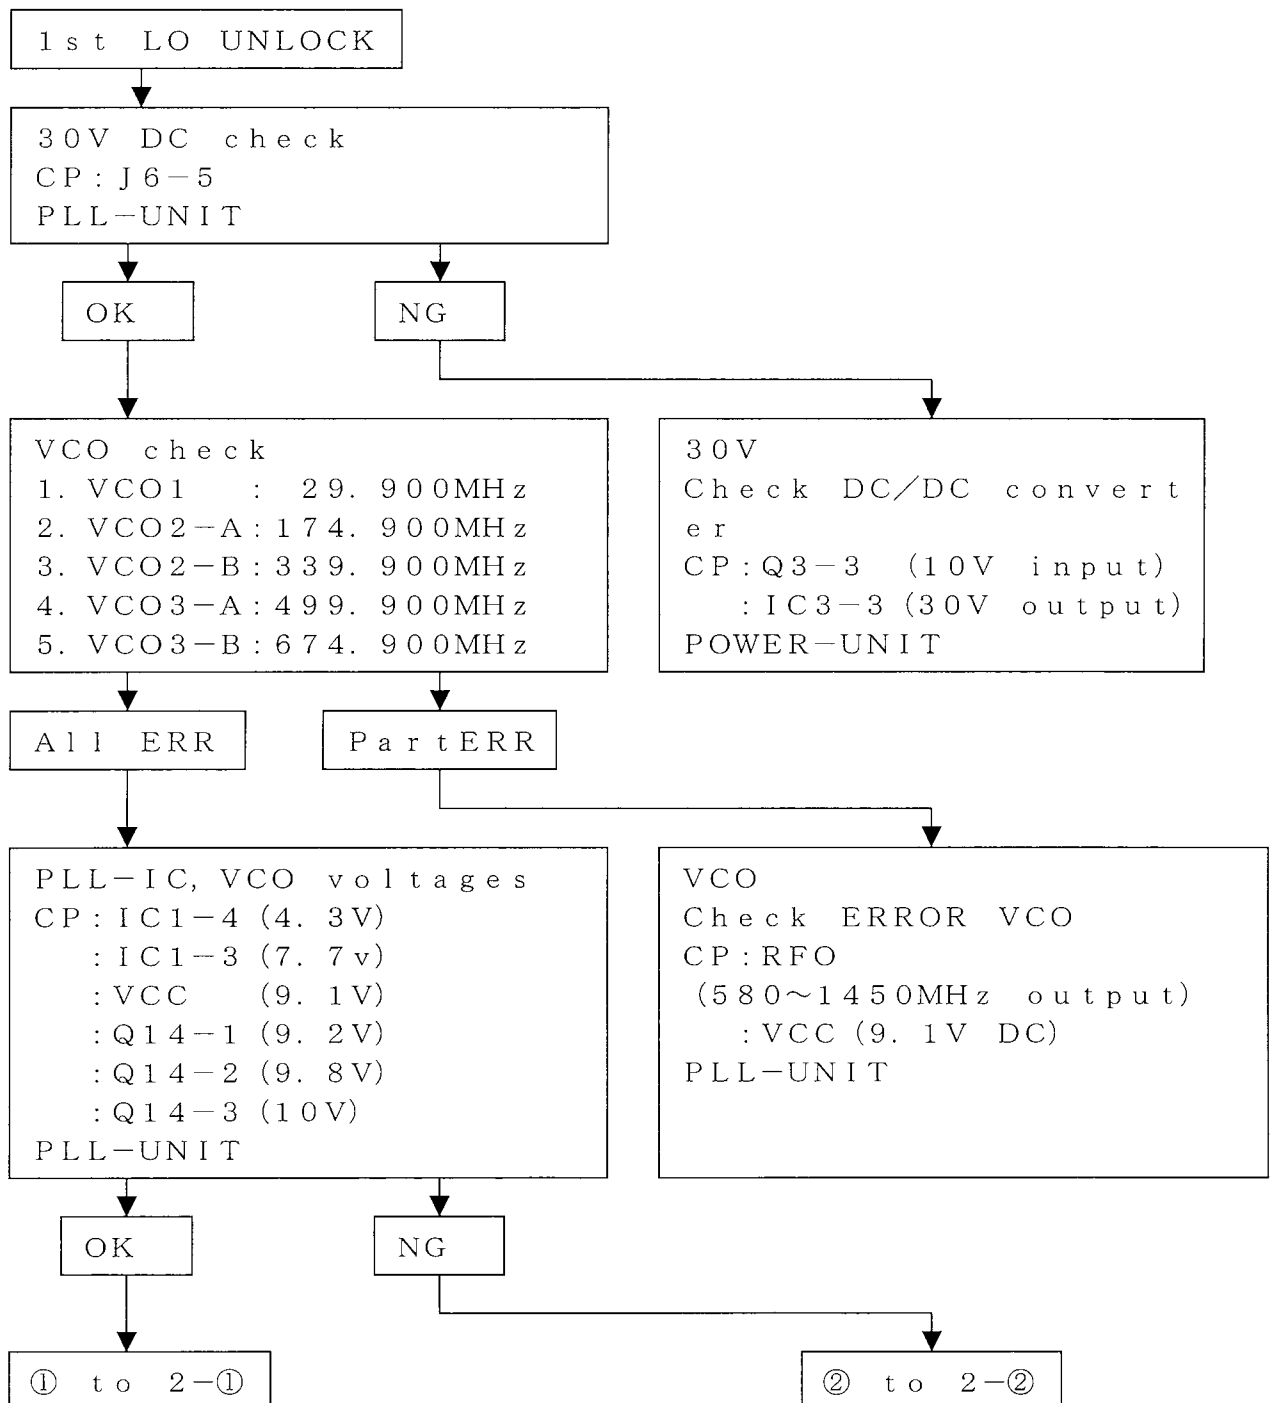 1st LO UNLOCK
30V DC check
CP:J6-5
PLL-UNIT
OK
NG
VCO check
1. VCO1 : 29. 900MHz
2. VCO2-A:174. 900MHz
3. VCO2-B:339. 900MHz
4. VCO3-A:499. 900MHz
5. VCO3-B:674. 900MHz
30V
Check DC/DC convert
er
CP:Q3-3 (10V input)
:IC3-3(30V output)
POWER-UNIT
All ERR
PartERR
PLL-IC, VCO voltages
CP:IC1-4(4. 3V)
:IC1-3(7. 7v)
:VCC (9. 1V)
:Q14-1(9. 2V)
:Q14-2(9. 8V)
:Q14-3(10V)
PLL-UNIT
VCO
Check ERROR VCO
CP:RFO
(580~1450MHz output)
:VCC(9. 1V DC)
PLL-UNIT
OK
NG
① to 2-①
② to 2-②